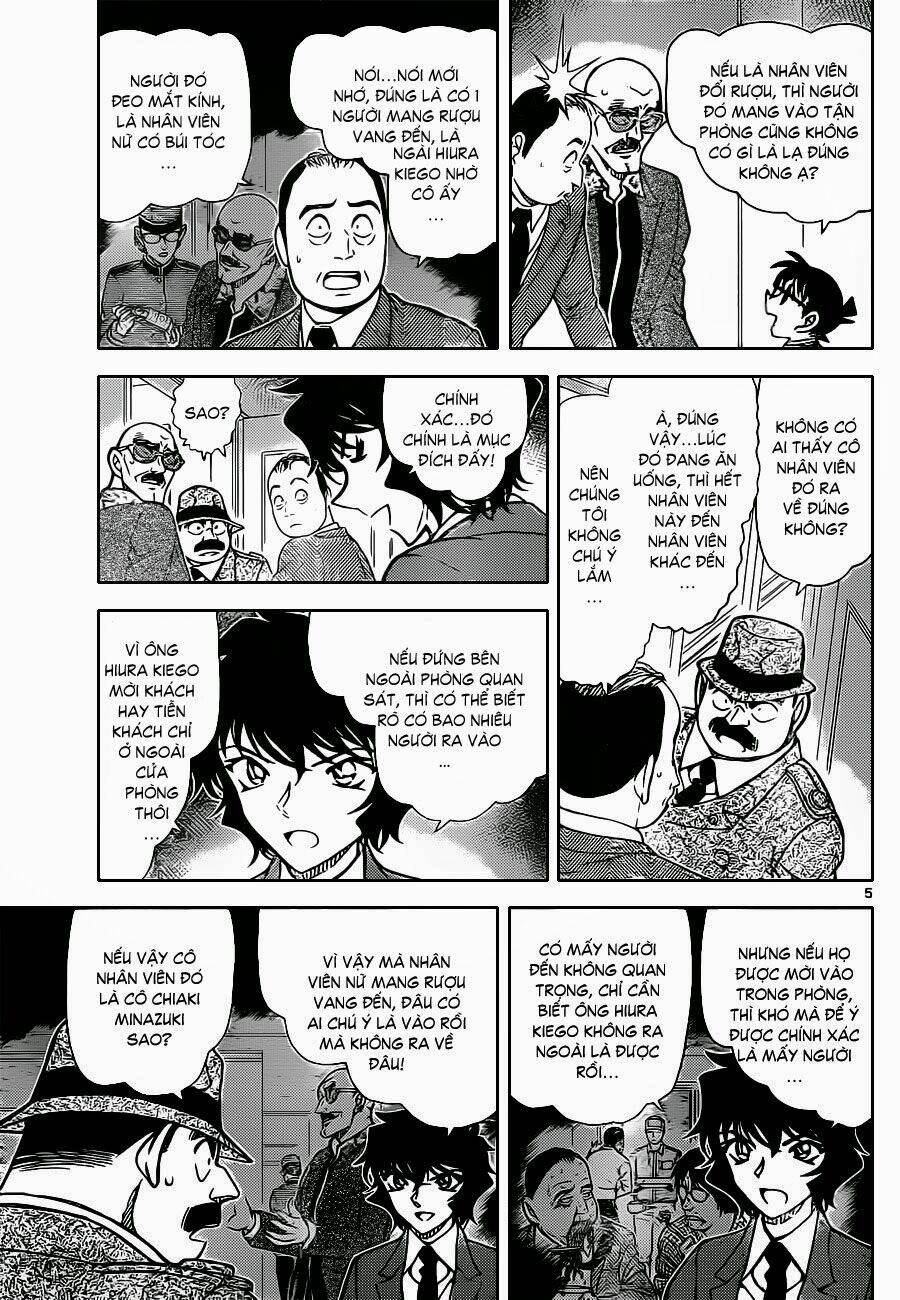 NẾU LÀ NHÂN VIÊN
ĐỔI RƯỢU, THÌ NGƯỜI
ĐÓ MANG VÀO TẬN
PHÒNG CŨNG KHÔNG
CÓ GÌ LÀ LẠ ĐÚNG
KHÔNG Ạ?
NÓI...NÓI MỚI
NHỚ, ĐÚNG LÀ CÓ 1
NGƯỜI MANG RƯỢU
VANG ĐẾN, LÀ
NGÀI HIURA
KIEGO NHỜ
CÔ ẤY
...
NGƯỜI ĐÓ
ĐEO MẮT KÍNH,
LÀ NHÂN VIÊN
NỮ CÓ BÚI TÓC
...
KHÔNG CÓ
AI THẤY CÔ
NHÂN VIÊN
ĐÓ RA
VỀ ĐÚNG
KHÔNG?
À, ĐÚNG
VẬY...LÚC
ĐÓ ĐANG ĂN
UỐNG, THÌ HẾT
NHÂN VIÊN
NÀY ĐẾN
NHÂN VIÊN
KHÁC ĐẾN
...
NÊN
CHÚNG
TÔI
KHÔNG
CHÚ Ý
LẮM
...
CHÍNH
XÁC...ĐÓ
CHÍNH LÀ MỤC
ĐÍCH ĐẤY!
SAO?
NẾU ĐỨNG BÊN
NGOÀI PHÒNG QUAN
SÁT, THÌ CÓ THỂ BIẾT
RÕ CÓ BAO NHIÊU
NGƯỜI RA VÀO
...
VÌ ÔNG
HIURA KIEGO
MỜI KHÁCH
HAY TIỀN
KHÁCH CHỈ
Ở NGOÀI
CỬA
PHÒNG
THÔI
...
5
NHƯNG NẾU HỌ
ĐƯỢC MỜI VÀO
TRONG PHÒNG,
THÌ KHÓ MÀ ĐỂ Ý
ĐƯỢC CHÍNH XÁC
LÀ MẤY NGƯỜI
...
CÓ MẤY NGƯỜI
ĐẾN KHÔNG QUAN
TRỌNG, CHỈ CẦN
BIẾT ÔNG HIURA
KIEGO KHÔNG RA
NGOÀI LÀ ĐƯỢC
RỒI...
VÌ VẬY MÀ NHÂN
VIÊN NỮ MANG RƯỢU
VANG ĐẾN, ĐÂU CÓ
AI CHÚ Ý LÀ VÀO RỒI
MÀ KHÔNG RA VỀ
ĐÂU!
NẾU VẬY CÔ
NHÂN VIÊN ĐÓ
LÀ CÔ CHIAKI
MINAZUKI
SAO?